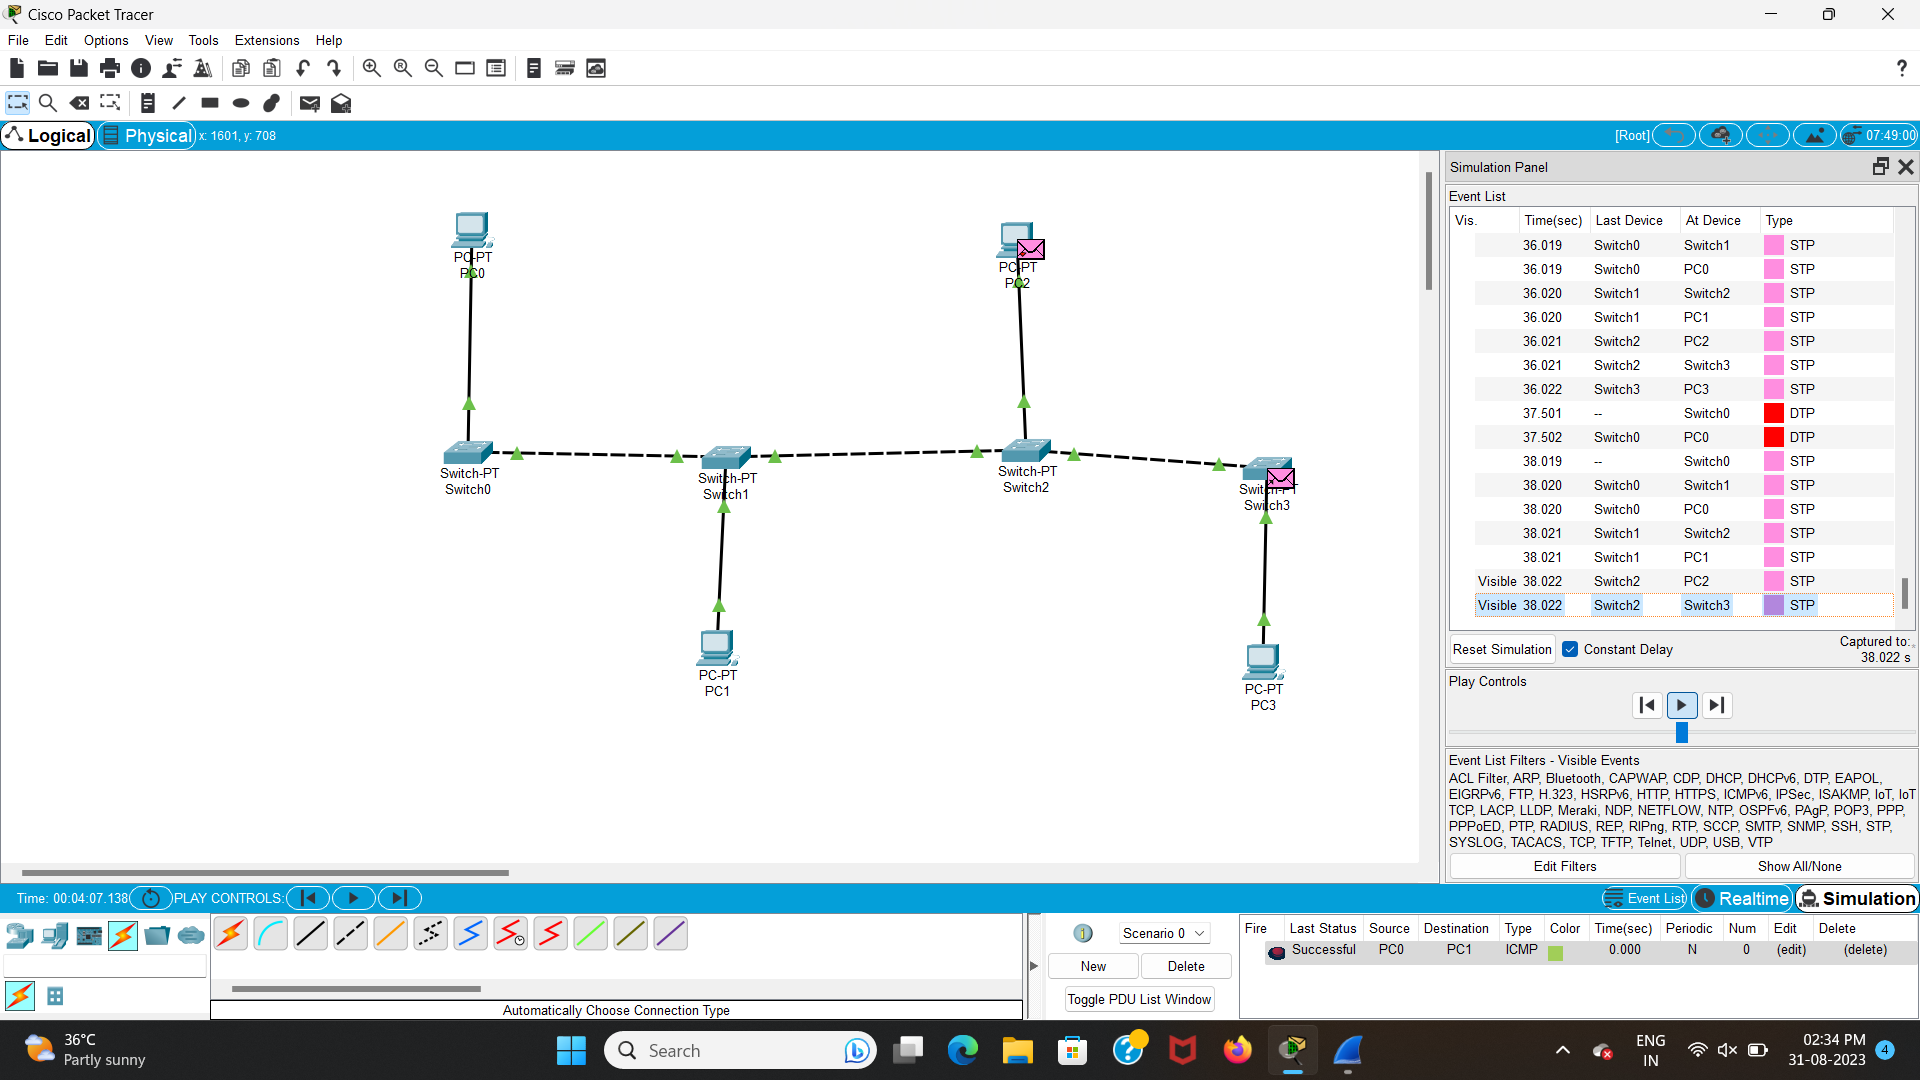 Cisco Packet Tracer
File Edit Options View Tools Extensions Help
?
Logical Physical x: 1601, y: 708 [Root] 07:49:00
PC-PT
PC0
PC-PT
PC2
Switch-PT
Switch0
Switch-PT
Switch1
Switch-PT
Switch2
Switch-PT
Switch3
PC-PT
PC1
PC-PT
PC3
Simulation Panel
Event List
Vis. Time(sec) Last Device At Device Type
36.019 Switch0 Switch1 STP
36.019 Switch0 PC0 STP
36.020 Switch1 Switch2 STP
36.020 Switch1 PC1 STP
36.021 Switch2 PC2 STP
36.021 Switch2 Switch3 STP
36.022 Switch3 PC3 STP
37.501 -- Switch0 DTP
37.502 Switch0 PC0 DTP
38.019 -- Switch0 STP
38.020 Switch0 Switch1 STP
38.020 Switch0 PC0 STP
38.021 Switch1 Switch2 STP
38.021 Switch1 PC1 STP
Visible 38.022 Switch2 PC2 STP
Visible 38.022 Switch2 Switch3 STP
Reset Simulation Constant Delay Captured to:
38.022 s
Play Controls
Event List Filters - Visible Events
ACL Filter, ARP, Bluetooth, CAPWAP, CDP, DHCP, DHCPv6, DTP, EAPOL,
EIGRPv6, FTP, H.323, HSRPv6, HTTP, HTTPS, ICMPv6, IPSec, ISAKMP, IoT, IoT
TCP, LACP, LLDP, Meraki, NDP, NETFLOW, NTP, OSPFv6, PAgP, POP3, PPP,
PPPoED, PTP, RADIUS, REP, RIPng, RTP, SCCP, SMTP, SNMP, SSH, STP,
SYSLOG, TACACS, TCP, TFTP, Telnet, UDP, USB, VTP
Edit Filters Show All/None
Time: 00:04:07.138 PLAY CONTROLS: Event List Realtime Simulation
Scenario 0
New Delete
Toggle PDU List Window
Fire Last Status Source Destination Type Color Time(sec) Periodic Num Edit Delete
Successful PC0 PC1 ICMP 0.000 N 0 (edit) (delete)
Automatically Choose Connection Type
36°C
Partly sunny
Search
ENG
IN
02:34 PM
31-08-2023
4